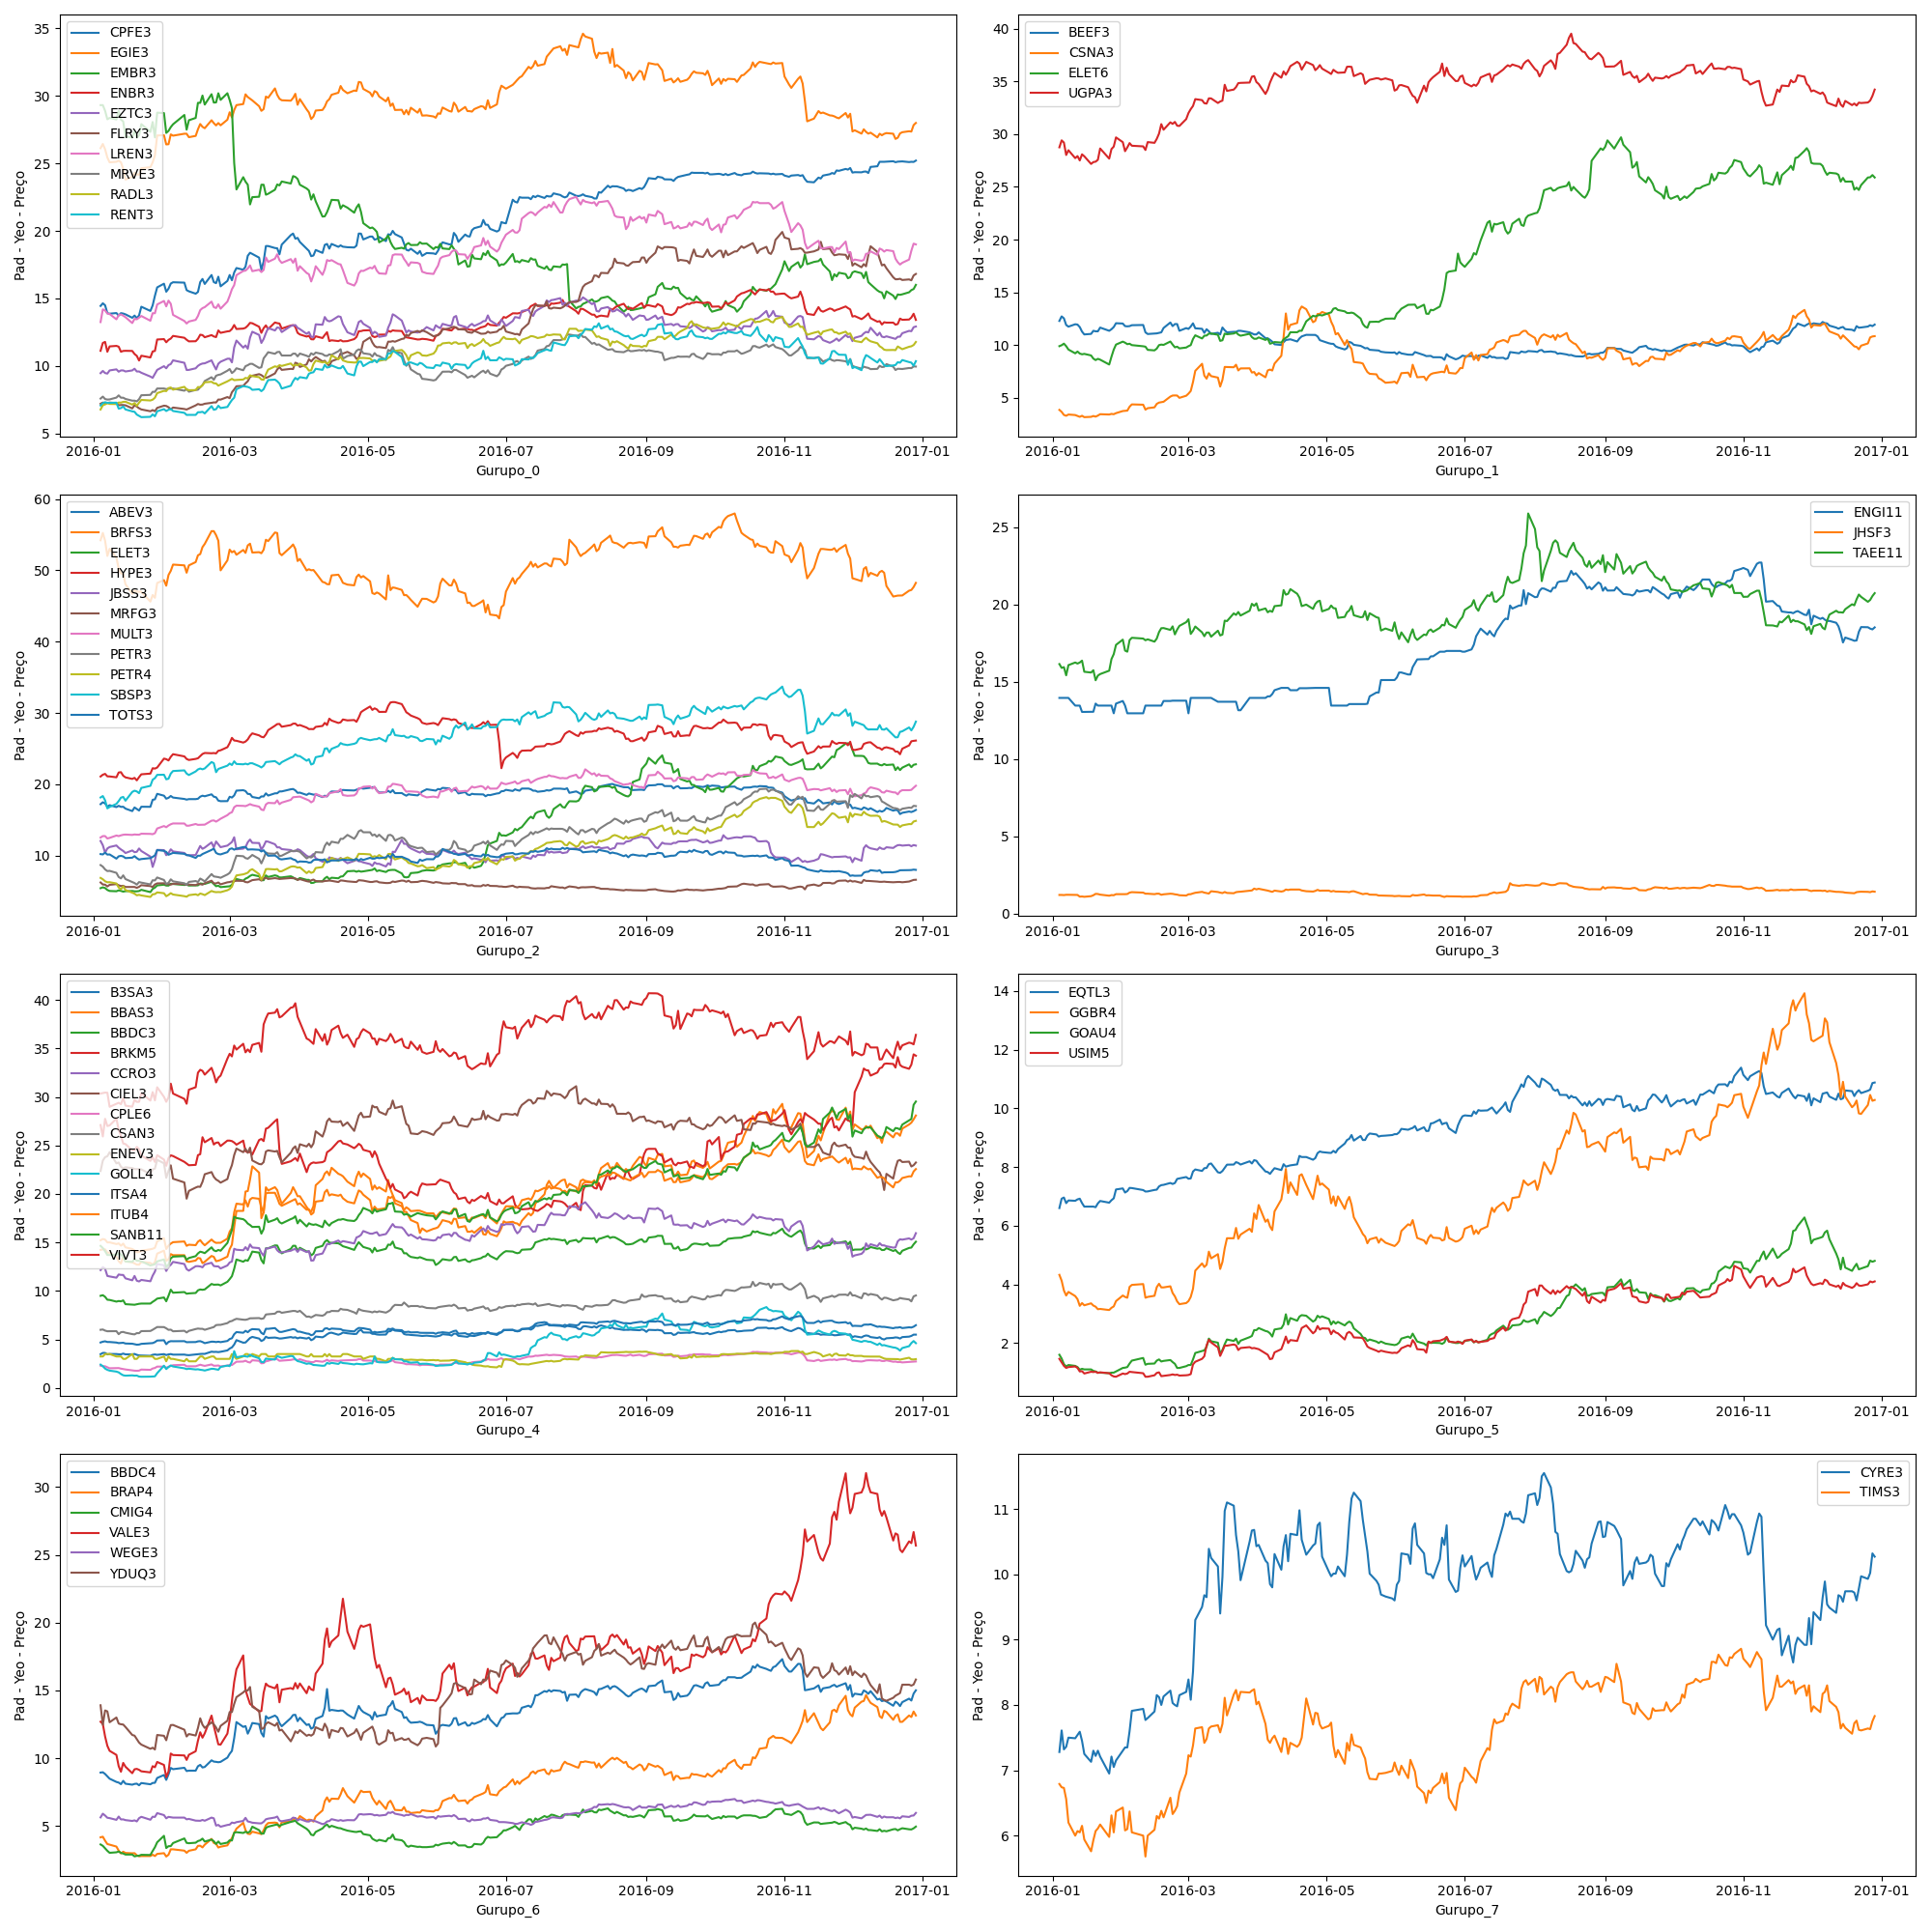 35
30
25
20
15
10
5
Pad - Yeo - Preço
CPFE3
EGIE3
EMBR3
ENBR3
EZTC3
FLRY3
LREN3
MRVE3
RADL3
RENT3
2016-01 2016-03 2016-05 2016-07 2016-09 2016-11 2017-01
Gurupo_0
40
35
30
25
20
15
10
5
Pad - Yeo - Preço
BEEF3
CSNA3
ELET6
UGPA3
2016-01 2016-03 2016-05 2016-07 2016-09 2016-11 2017-01
Gurupo_1
60
50
40
30
20
10
Pad - Yeo - Preço
ABEV3
BRFS3
ELET3
HYPE3
JBSS3
MRFG3
MULT3
PETR3
PETR4
SBSP3
TOTS3
2016-01 2016-03 2016-05 2016-07 2016-09 2016-11 2017-01
Gurupo_2
25
20
15
10
5
0
Pad - Yeo - Preço
ENGI11
JHSF3
TAEE11
2016-01 2016-03 2016-05 2016-07 2016-09 2016-11 2017-01
Gurupo_3
40
35
30
25
20
15
10
5
0
Pad - Yeo - Preço
B3SA3
BBAS3
BBDC3
BRKM5
CCRO3
CIEL3
CPLE6
CSAN3
ENEV3
GOLL4
ITSA4
ITUB4
SANB11
VIVT3
2016-01 2016-03 2016-05 2016-07 2016-09 2016-11 2017-01
Gurupo_4
14
12
10
8
6
4
2
Pad - Yeo - Preço
EQTL3
GGBR4
GOAU4
USIM5
2016-01 2016-03 2016-05 2016-07 2016-09 2016-11 2017-01
Gurupo_5
30
25
20
15
10
5
Pad - Yeo - Preço
BBDC4
BRAP4
CMIG4
VALE3
WEGE3
YDUQ3
2016-01 2016-03 2016-05 2016-07 2016-09 2016-11 2017-01
Gurupo_6
11
10
9
8
7
6
Pad - Yeo - Preço
CYRE3
TIMS3
2016-01 2016-03 2016-05 2016-07 2016-09 2016-11 2017-01
Gurupo_7